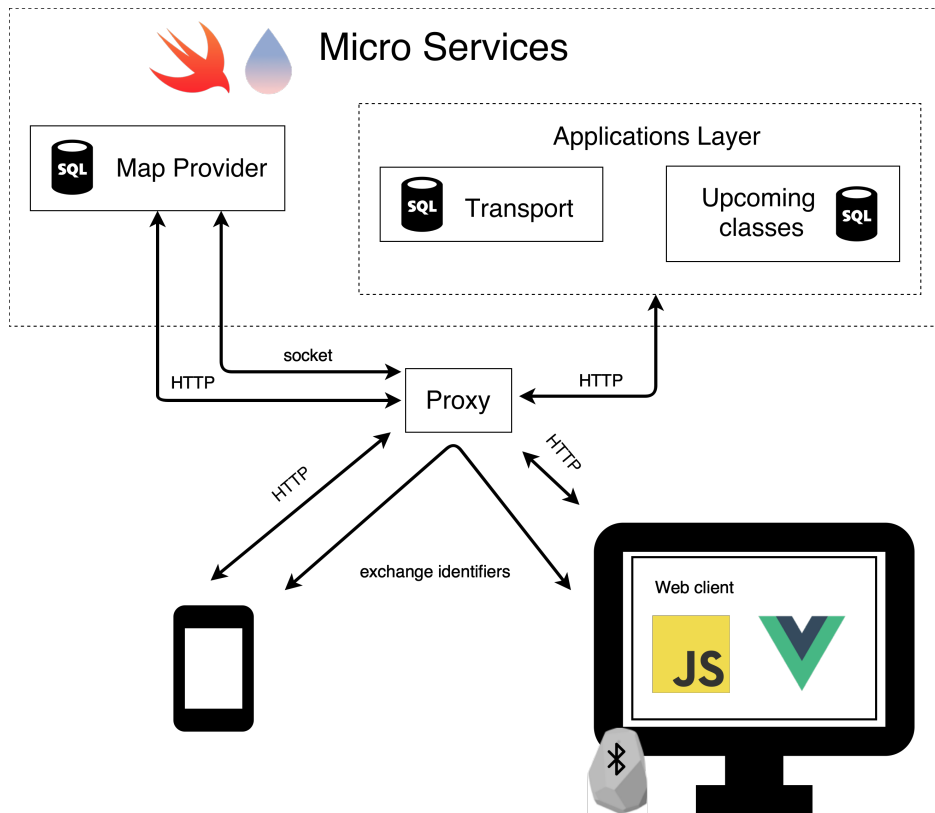 Micro Services
Applications Layer
SQL
Map Provider
SQL
Transport
Upcoming
classes
SQL
socket
HTTP
HTTP
Proxy
HTTP
HTTP
exchange identifiers
Web client
JS